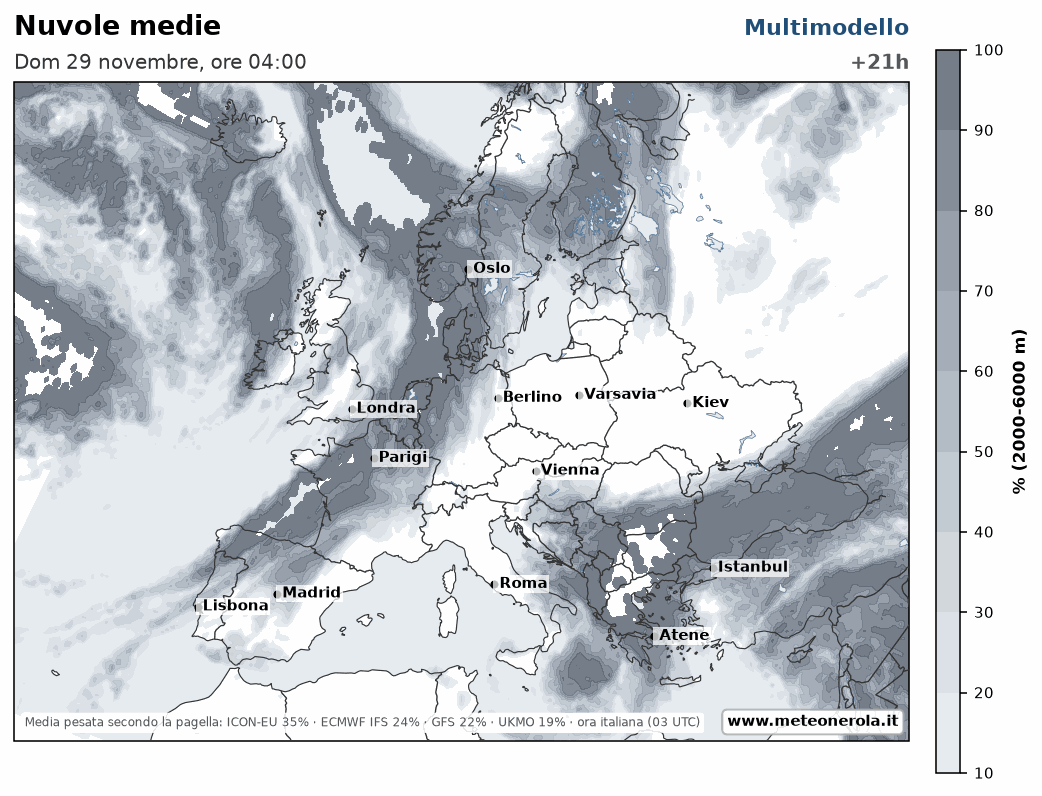 Nuvole medie
Multimodello
Dom 29 novembre, ore 04:00
+21h
100
90
80
70
60
50
40
30
20
10
% (2000-6000 m)
Oslo
Londra
Berlino
Varsavia
Kiev
Parigi
Vienna
Istanbul
Roma
Madrid
Lisbona
Atene
Media pesata secondo la pagella: ICON-EU 35% · ECMWF IFS 24% · GFS 22% · UKMO 19% · ora italiana (03 UTC)
www.meteonerola.it